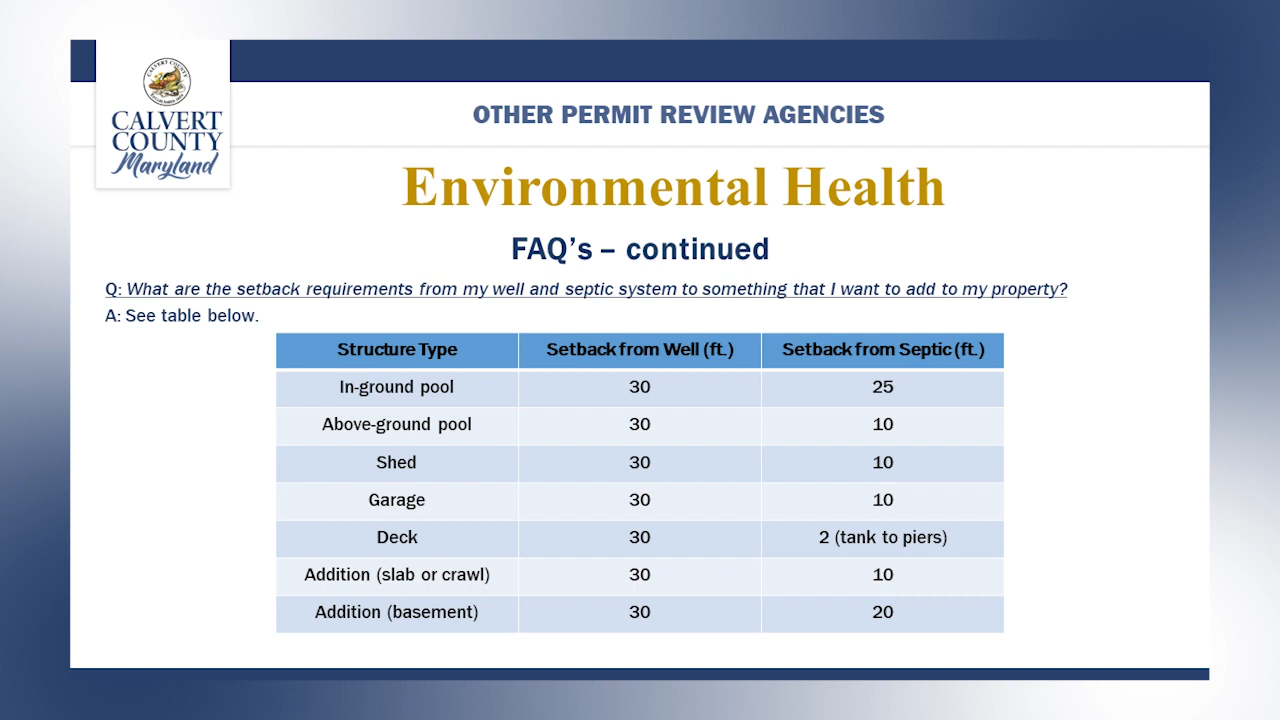 CALVERT COUNTY
CALVERT
COUNTY
Maryland
OTHER PERMIT REVIEW AGENCIES
Environmental Health
FAQ's – continued
Q: What are the setback requirements from my well and septic system to something that I want to add to my property?
A: See table below.
Structure Type Setback from Well (ft.) Setback from Septic (ft.)
In-ground pool 30 25
Above-ground pool 30 10
Shed 30 10
Garage 30 10
Deck 30 2 (tank to piers)
Addition (slab or crawl) 30 10
Addition (basement) 30 20